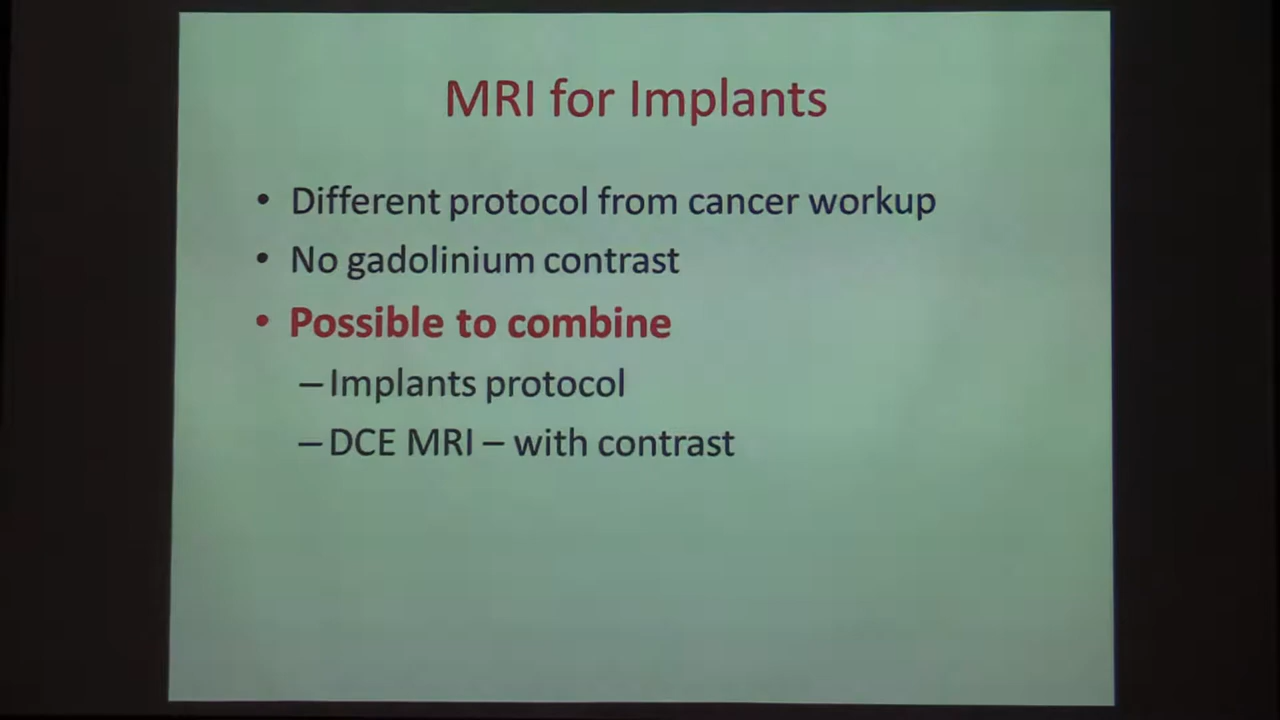 MRI for Implants
• Different protocol from cancer workup
• No gadolinium contrast
• Possible to combine
– Implants protocol
– DCE MRI – with contrast